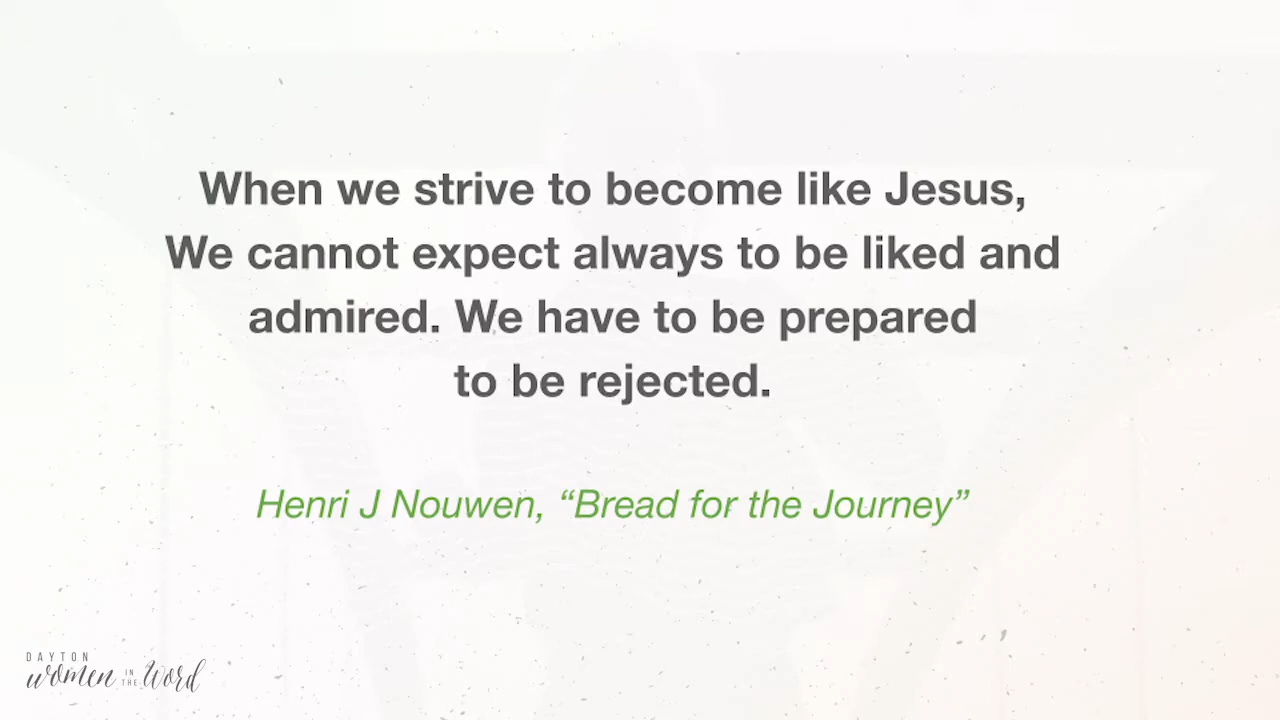 When we strive to become like Jesus,
We cannot expect always to be liked and
admired. We have to be prepared
to be rejected.
Henri J Nouwen, “Bread for the Journey”
DAYTON
women IN THE Word